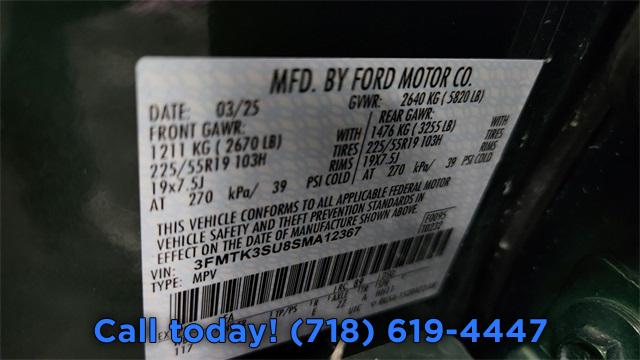 MFD. BY FORD MOTOR CO.
DATE: 03/25 GVWR: 2640 KG ( 5820 LB)
FRONT GAWR: REAR GAWR:
1211 KG ( 2670 LB) WITH 1476 KG ( 3255 LB) WITH
225/55R19 103H TIRES 225/55R19 103H TIRES
19X7.5J RIMS 19X7.5J RIMS
AT 270 kPa/ 39 PSI COLD AT 270 kPa/ 39 PSI COLD
THIS VEHICLE CONFORMS TO ALL APPLICABLE FEDERAL MOTOR
VEHICLE SAFETY AND THEFT PREVENTION STANDARDS IN
EFFECT ON THE DATE OF MANUFACTURE SHOWN ABOVE.
F0095
T0232
VIN: 3FMTK3SU8SMA12367
TYPE: MPV
117
Call today! (718) 619-4447